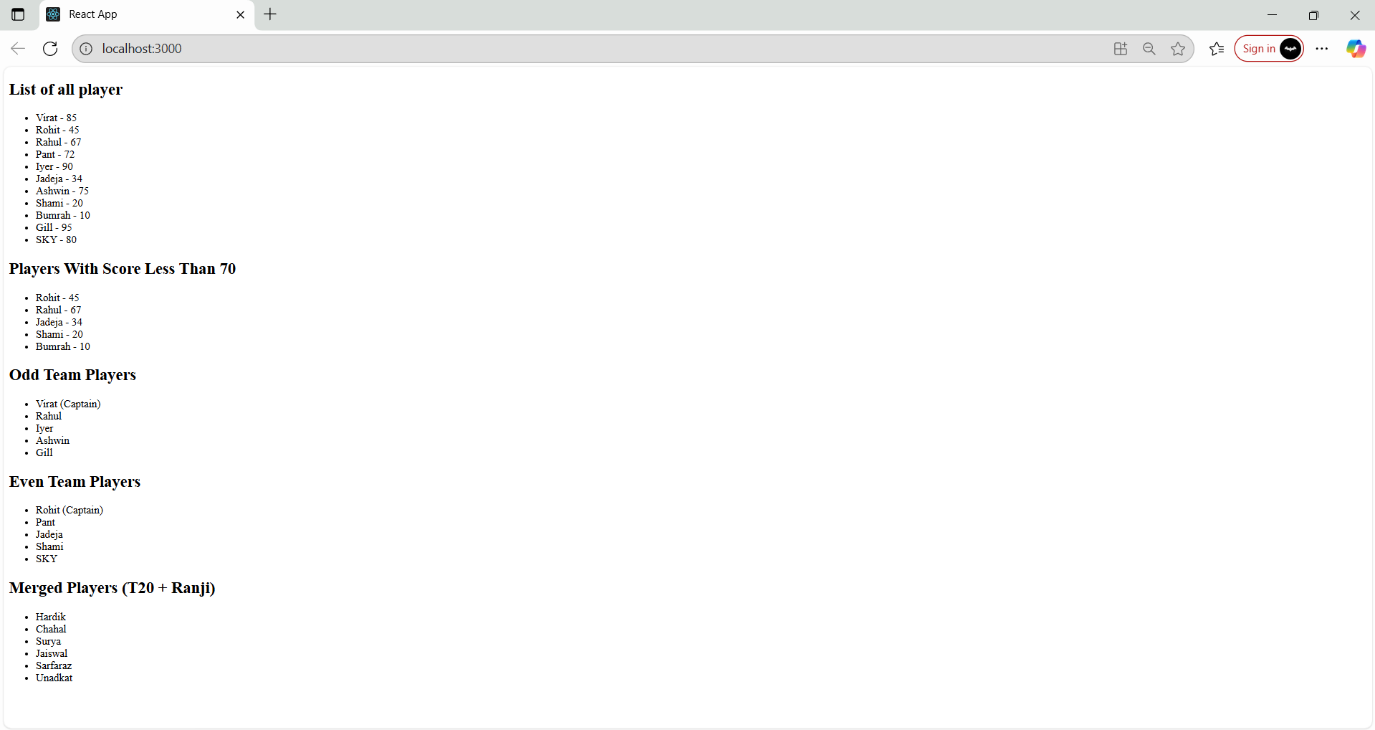 React App
localhost:3000
Sign in
List of all player
Virat - 85
Rohit - 45
Rahul - 67
Pant - 72
Iyer - 90
Jadeja - 34
Ashwin - 75
Shami - 20
Bumrah - 10
Gill - 95
SKY - 80
Players With Score Less Than 70
Rohit - 45
Rahul - 67
Jadeja - 34
Shami - 20
Bumrah - 10
Odd Team Players
Virat (Captain)
Rahul
Iyer
Ashwin
Gill
Even Team Players
Rohit (Captain)
Pant
Jadeja
Shami
SKY
Merged Players (T20 + Ranji)
Hardik
Chahal
Surya
Jaiswal
Sarfaraz
Unadkat